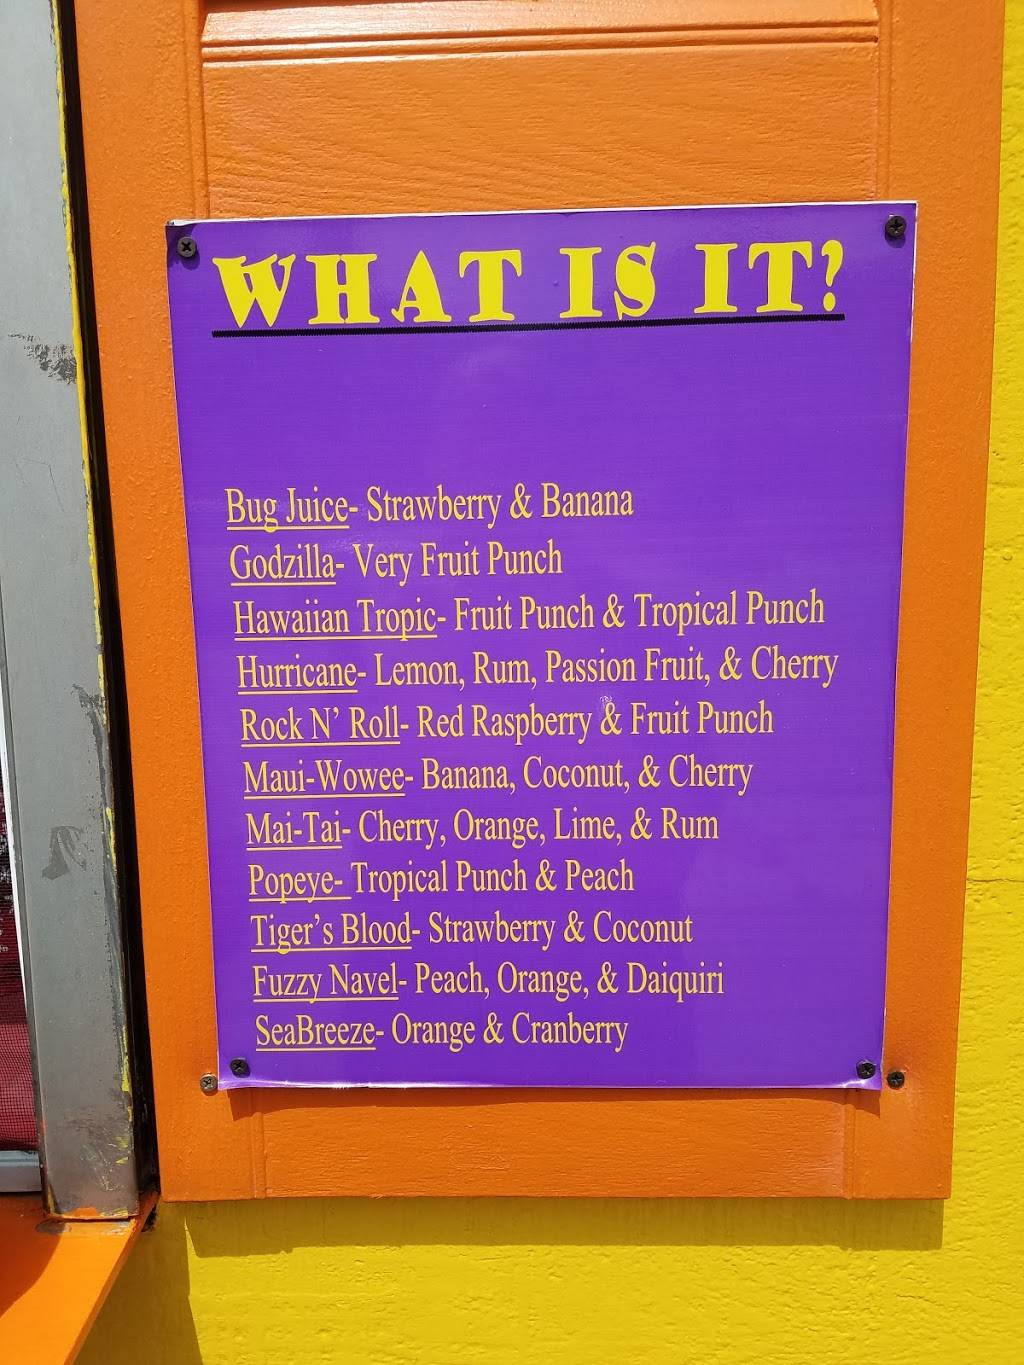 WHAT IS IT?
Bug Juice- Strawberry & Banana
Godzilla- Very Fruit Punch
Hawaiian Tropic- Fruit Punch & Tropical Punch
Hurricane- Lemon, Rum, Passion Fruit, & Cherry
Rock N’ Roll- Red Raspberry & Fruit Punch
Maui-Wowee- Banana, Coconut, & Cherry
Mai-Tai- Cherry, Orange, Lime, & Rum
Popeye- Tropical Punch & Peach
Tiger’s Blood- Strawberry & Coconut
Fuzzy Navel- Peach, Orange, & Daiquiri
SeaBreeze- Orange & Cranberry